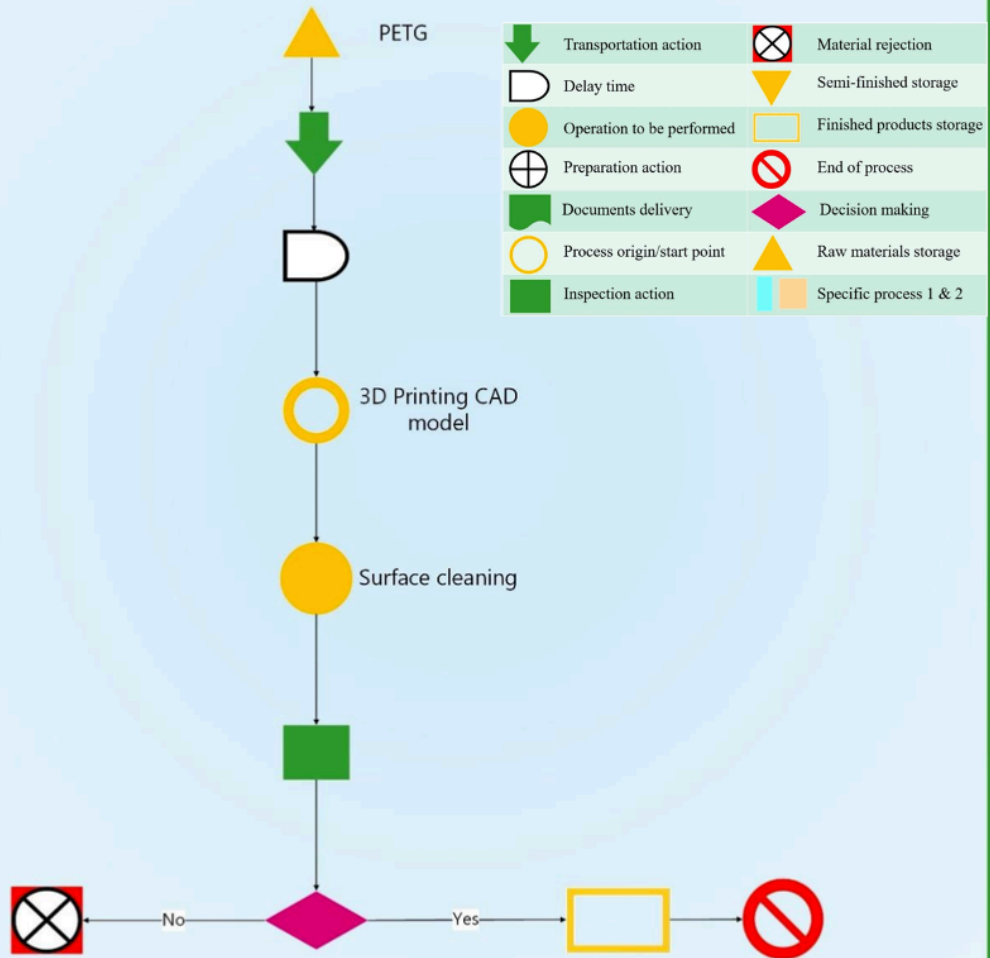 PETG
Transportation action
Material rejection
Delay time
Semi-finished storage
Operation to be performed
Finished products storage
Preparation action
End of process
Documents delivery
Decision making
Process origin/start point
Raw materials storage
Inspection action
Specific process 1 & 2
3D Printing CAD
model
Surface cleaning
No
Yes